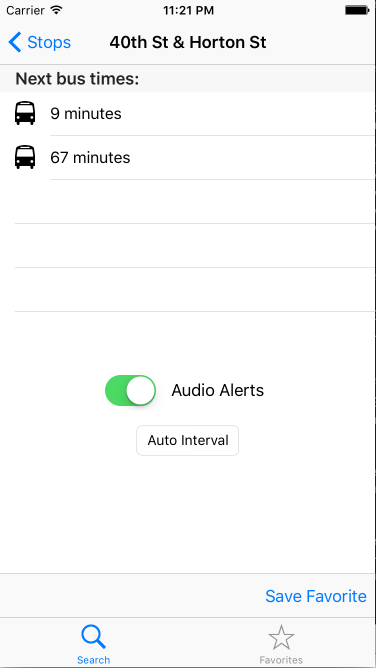 Carrier 11:21 PM
Stops 40th St & Horton St
Next bus times:
9 minutes
67 minutes
Audio Alerts
Auto Interval
Save Favorite
Search Favorites